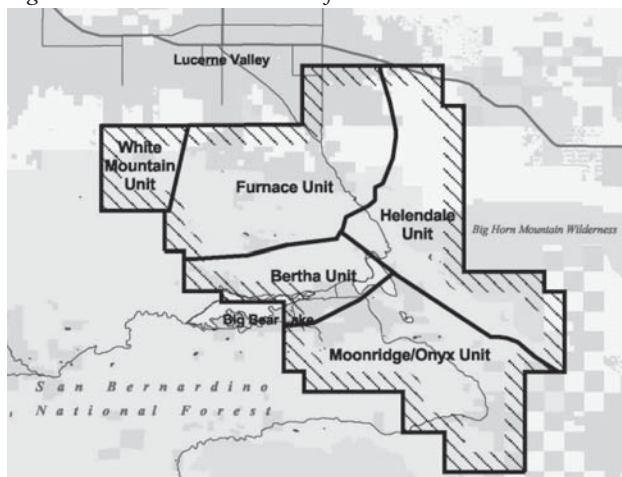 Lucerne Valley
White
Mountain
Unit
Furnace Unit
Helendale
Unit
Big Horn Mountain Wilderness
Bertha Unit
Big Bear Lake
Moonridge/Onyx Unit
San Bernardino
National Forest